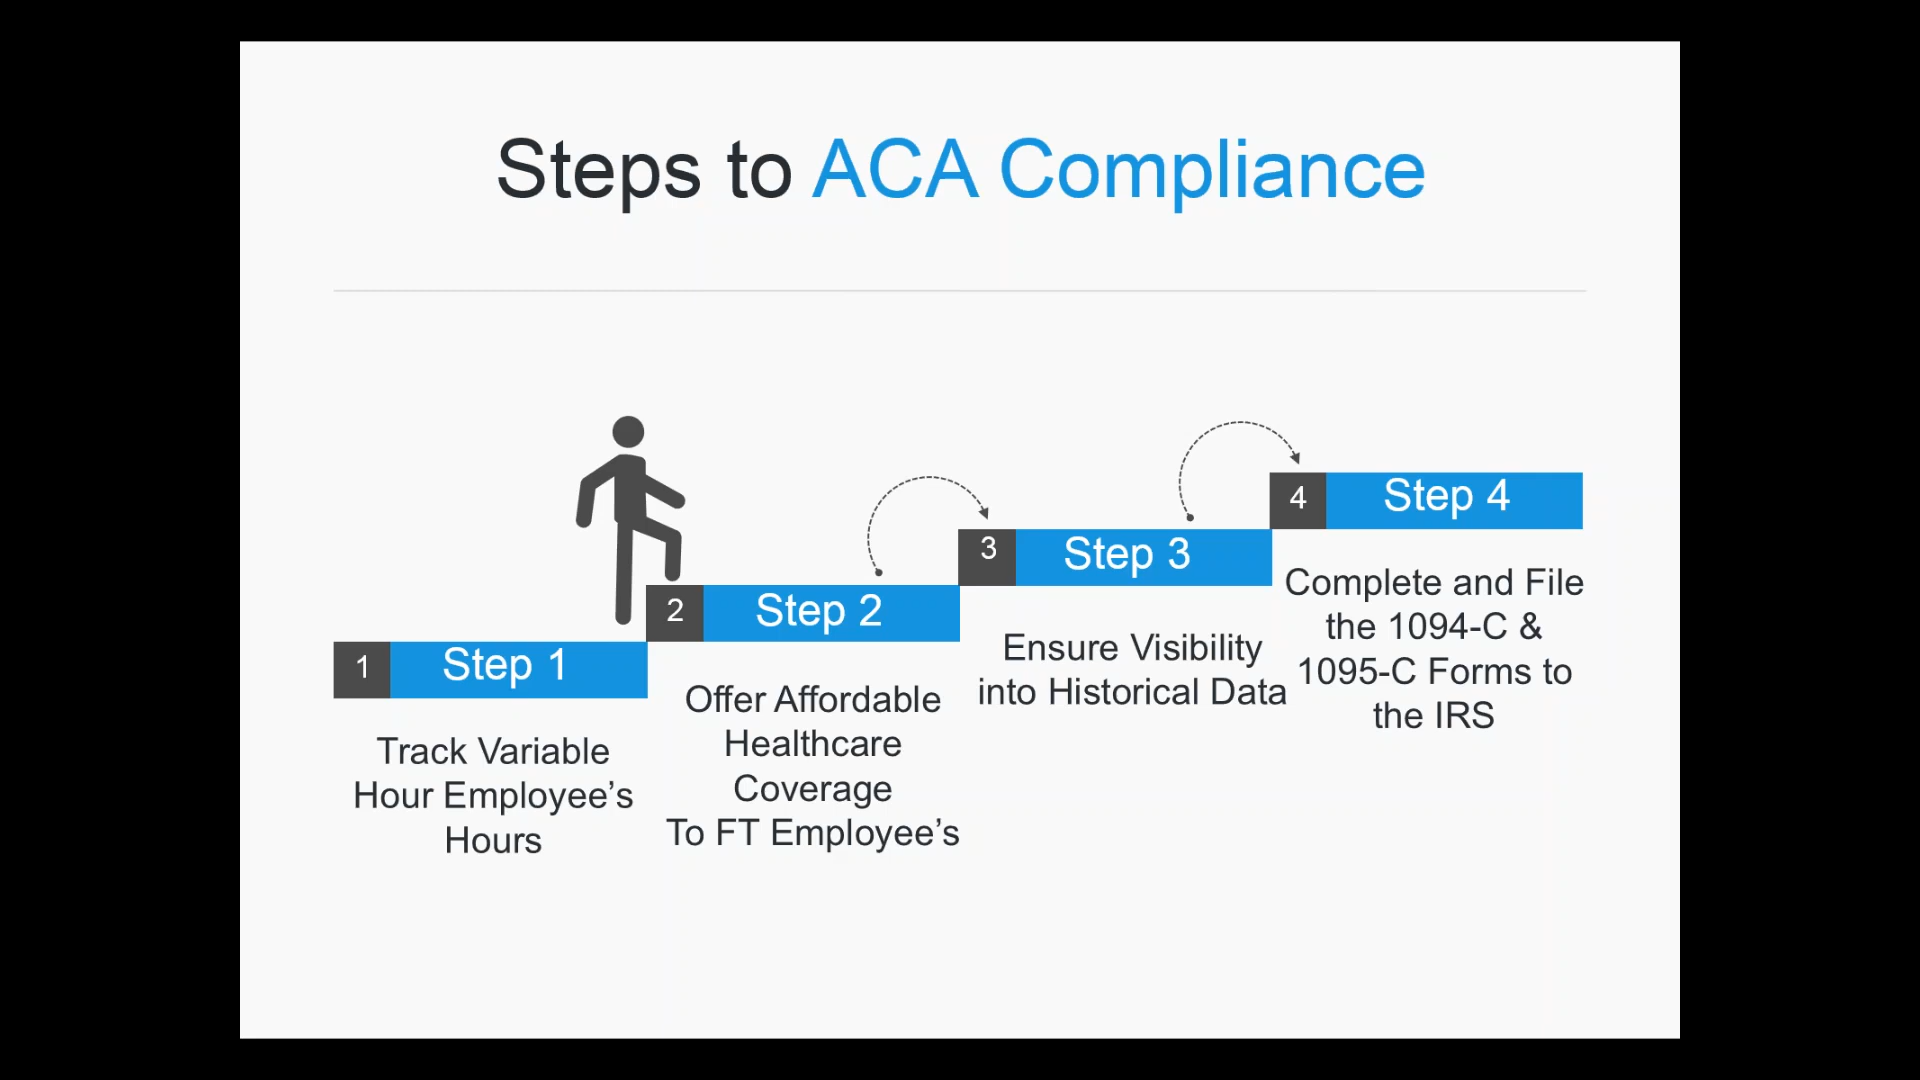 Steps to ACA Compliance
1
Step 1
Track Variable
Hour Employee’s
Hours
2
Step 2
Offer Affordable
Healthcare
Coverage
To FT Employee’s
3
Step 3
Ensure Visibility
into Historical Data
4
Step 4
Complete and File
the 1094-C &
1095-C Forms to
the IRS